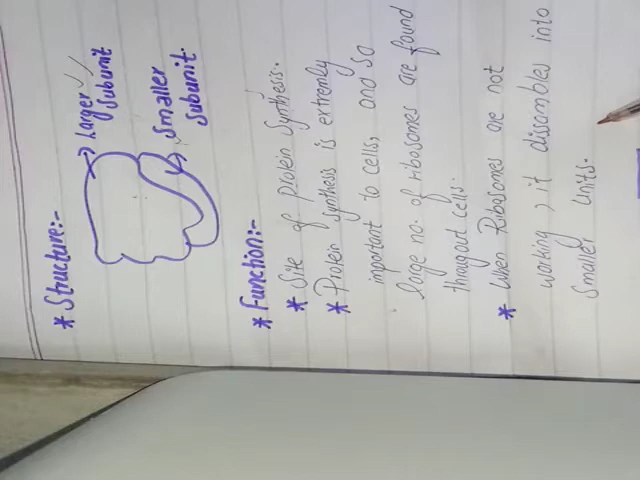 * Structure:-
Larger
subunit
Smaller
subunit.
* Function:-
* Site of Protein Synthesis.
* Protein synthesis is extremly
important to cells, and so
large no. of ribosomes are found
througout cells.
* When Ribosomes are not
working, it dissembles into
smaller units.